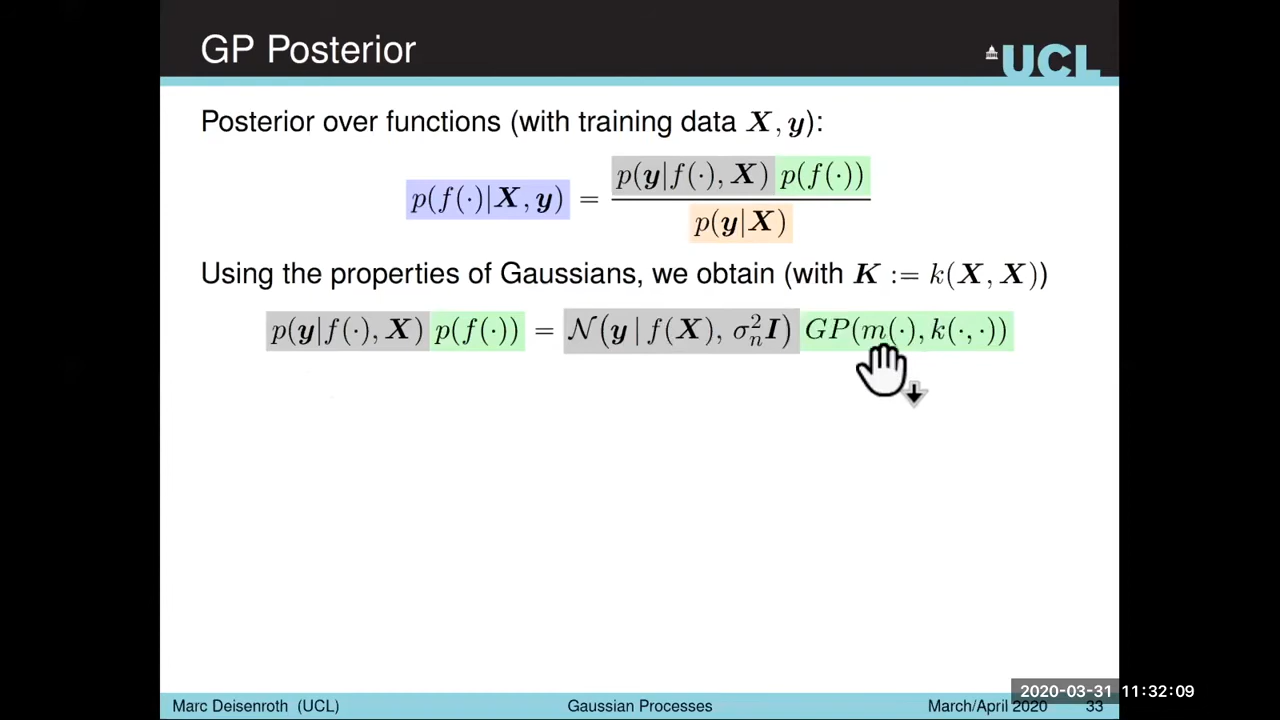 GP Posterior
UCL
Posterior over functions (with training data X, y):
p(f(·)|X, y) = p(y|f(·), X) p(f(·)) / p(y|X)
Using the properties of Gaussians, we obtain (with K := k(X, X))
p(y|f(·), X) p(f(·)) = N(y | f(X), σₙ²I) GP(m(·), k(·, ·))
2020-03-31 11:32:09
Marc Deisenroth (UCL) Gaussian Processes March/April 2020 33